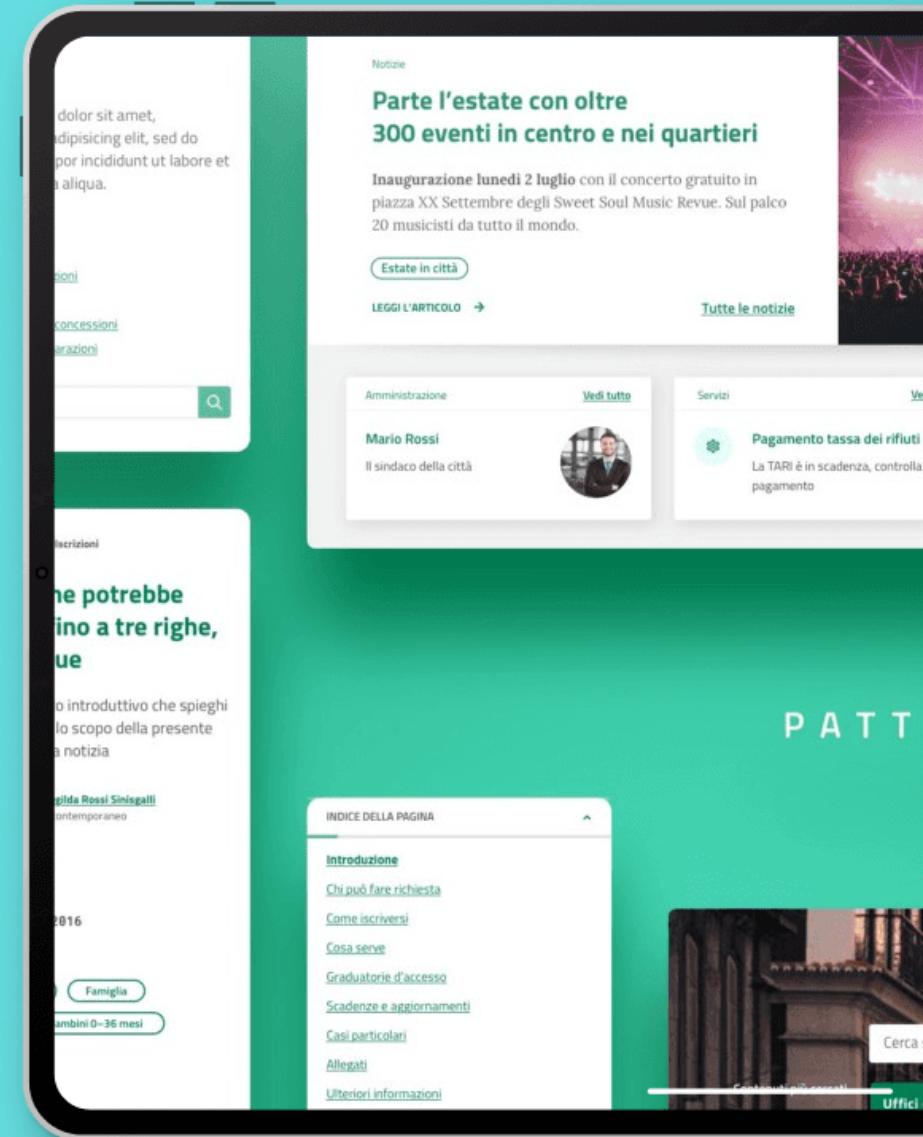 dolor sit amet,
adipisicing elit, sed do
por incididunt ut labore et
aliqua.
concessioni
Iscrizioni
potrebbe
fino a tre righe,
introduttivo che spieghi
lo scopo della presente
notizia
Rossi Sinisgalli
contemporaneo
2016
Famiglia
0–36 mesi
Notizie
Parte l'estate con oltre
300 eventi in centro e nei quartieri
Inaugurazione lunedì 2 luglio con il concerto gratuito in
piazza XX Settembre degli Sweet Soul Music Revue. Sul palco
20 musicisti da tutto il mondo.
Estate in città
LEGGI L'ARTICOLO
Tutte le notizie
Amministrazione
Vedi tutto
Mario Rossi
Il sindaco della città
Servizi
Pagamento tassa dei rifiuti
La TARI è in scadenza, controlla
pagamento
PATT
INDICE DELLA PAGINA
Introduzione
Chi può fare richiesta
Come iscriversi
Cosa serve
Graduatorie d'accesso
Scadenze e aggiornamenti
Casi particolari
Allegati
Ulteriori informazioni
Cerca
Contenuti più cercati
Uffici